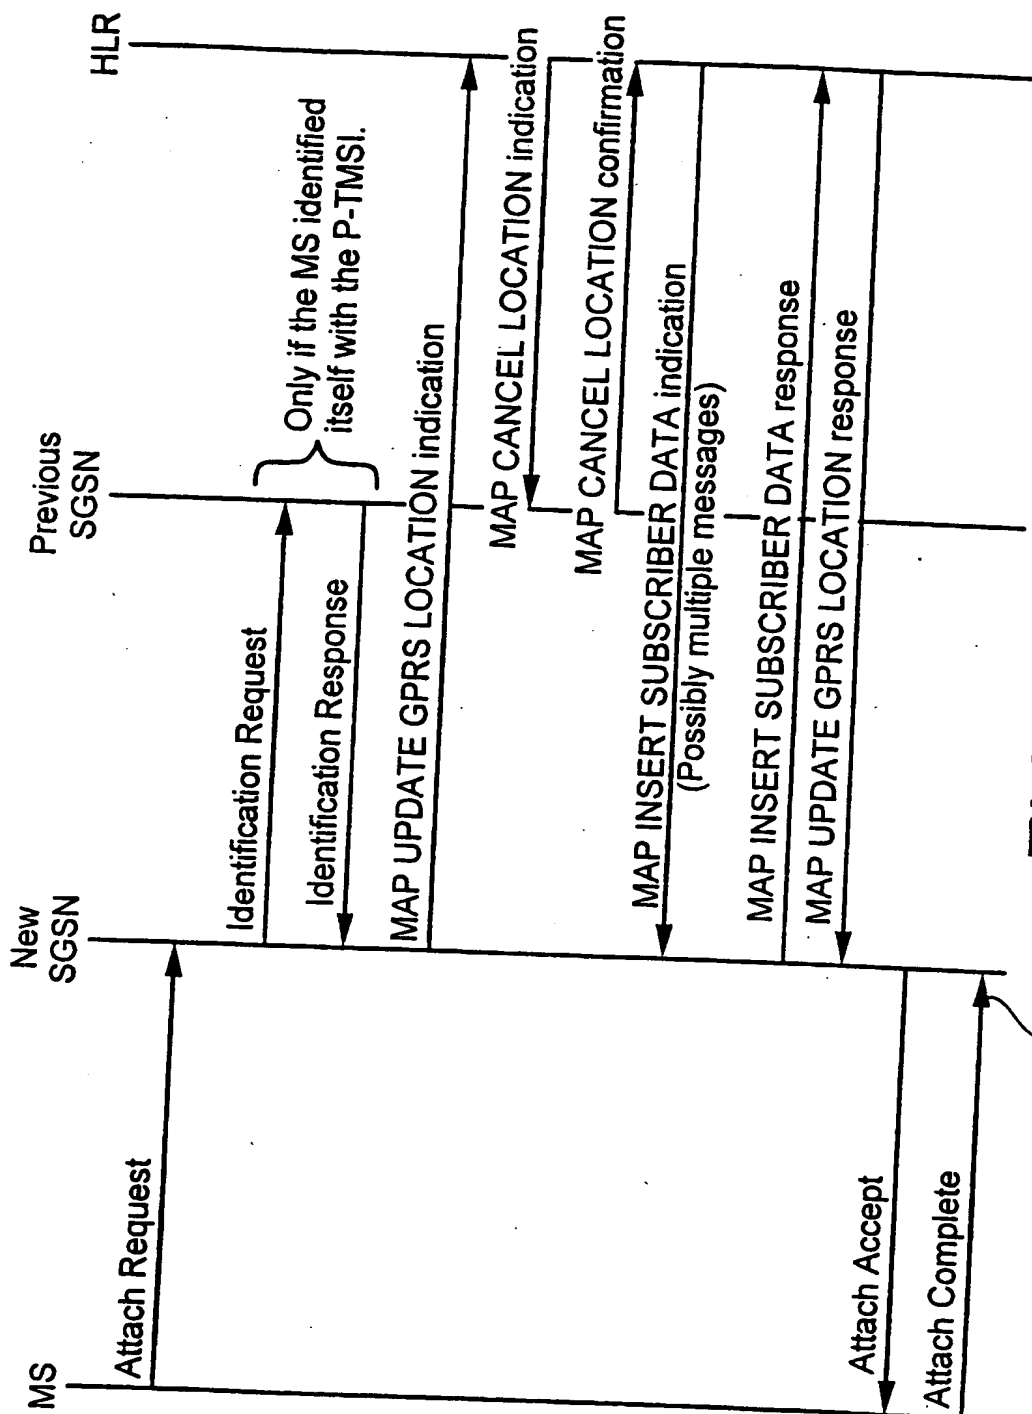 MS
New
SGSN
Previous
SGSN
HLR
Attach Request
Identification Request
Only if the MS identified
itself with the P-TMSI.
Identification Response
MAP UPDATE GPRS LOCATION indication
MAP CANCEL LOCATION indication
MAP CANCEL LOCATION confirmation
MAP INSERT SUBSCRIBER DATA indication
(Possibly multiple messages)
MAP INSERT SUBSCRIBER DATA response
MAP UPDATE GPRS LOCATION response
Attach Accept
Attach Complete